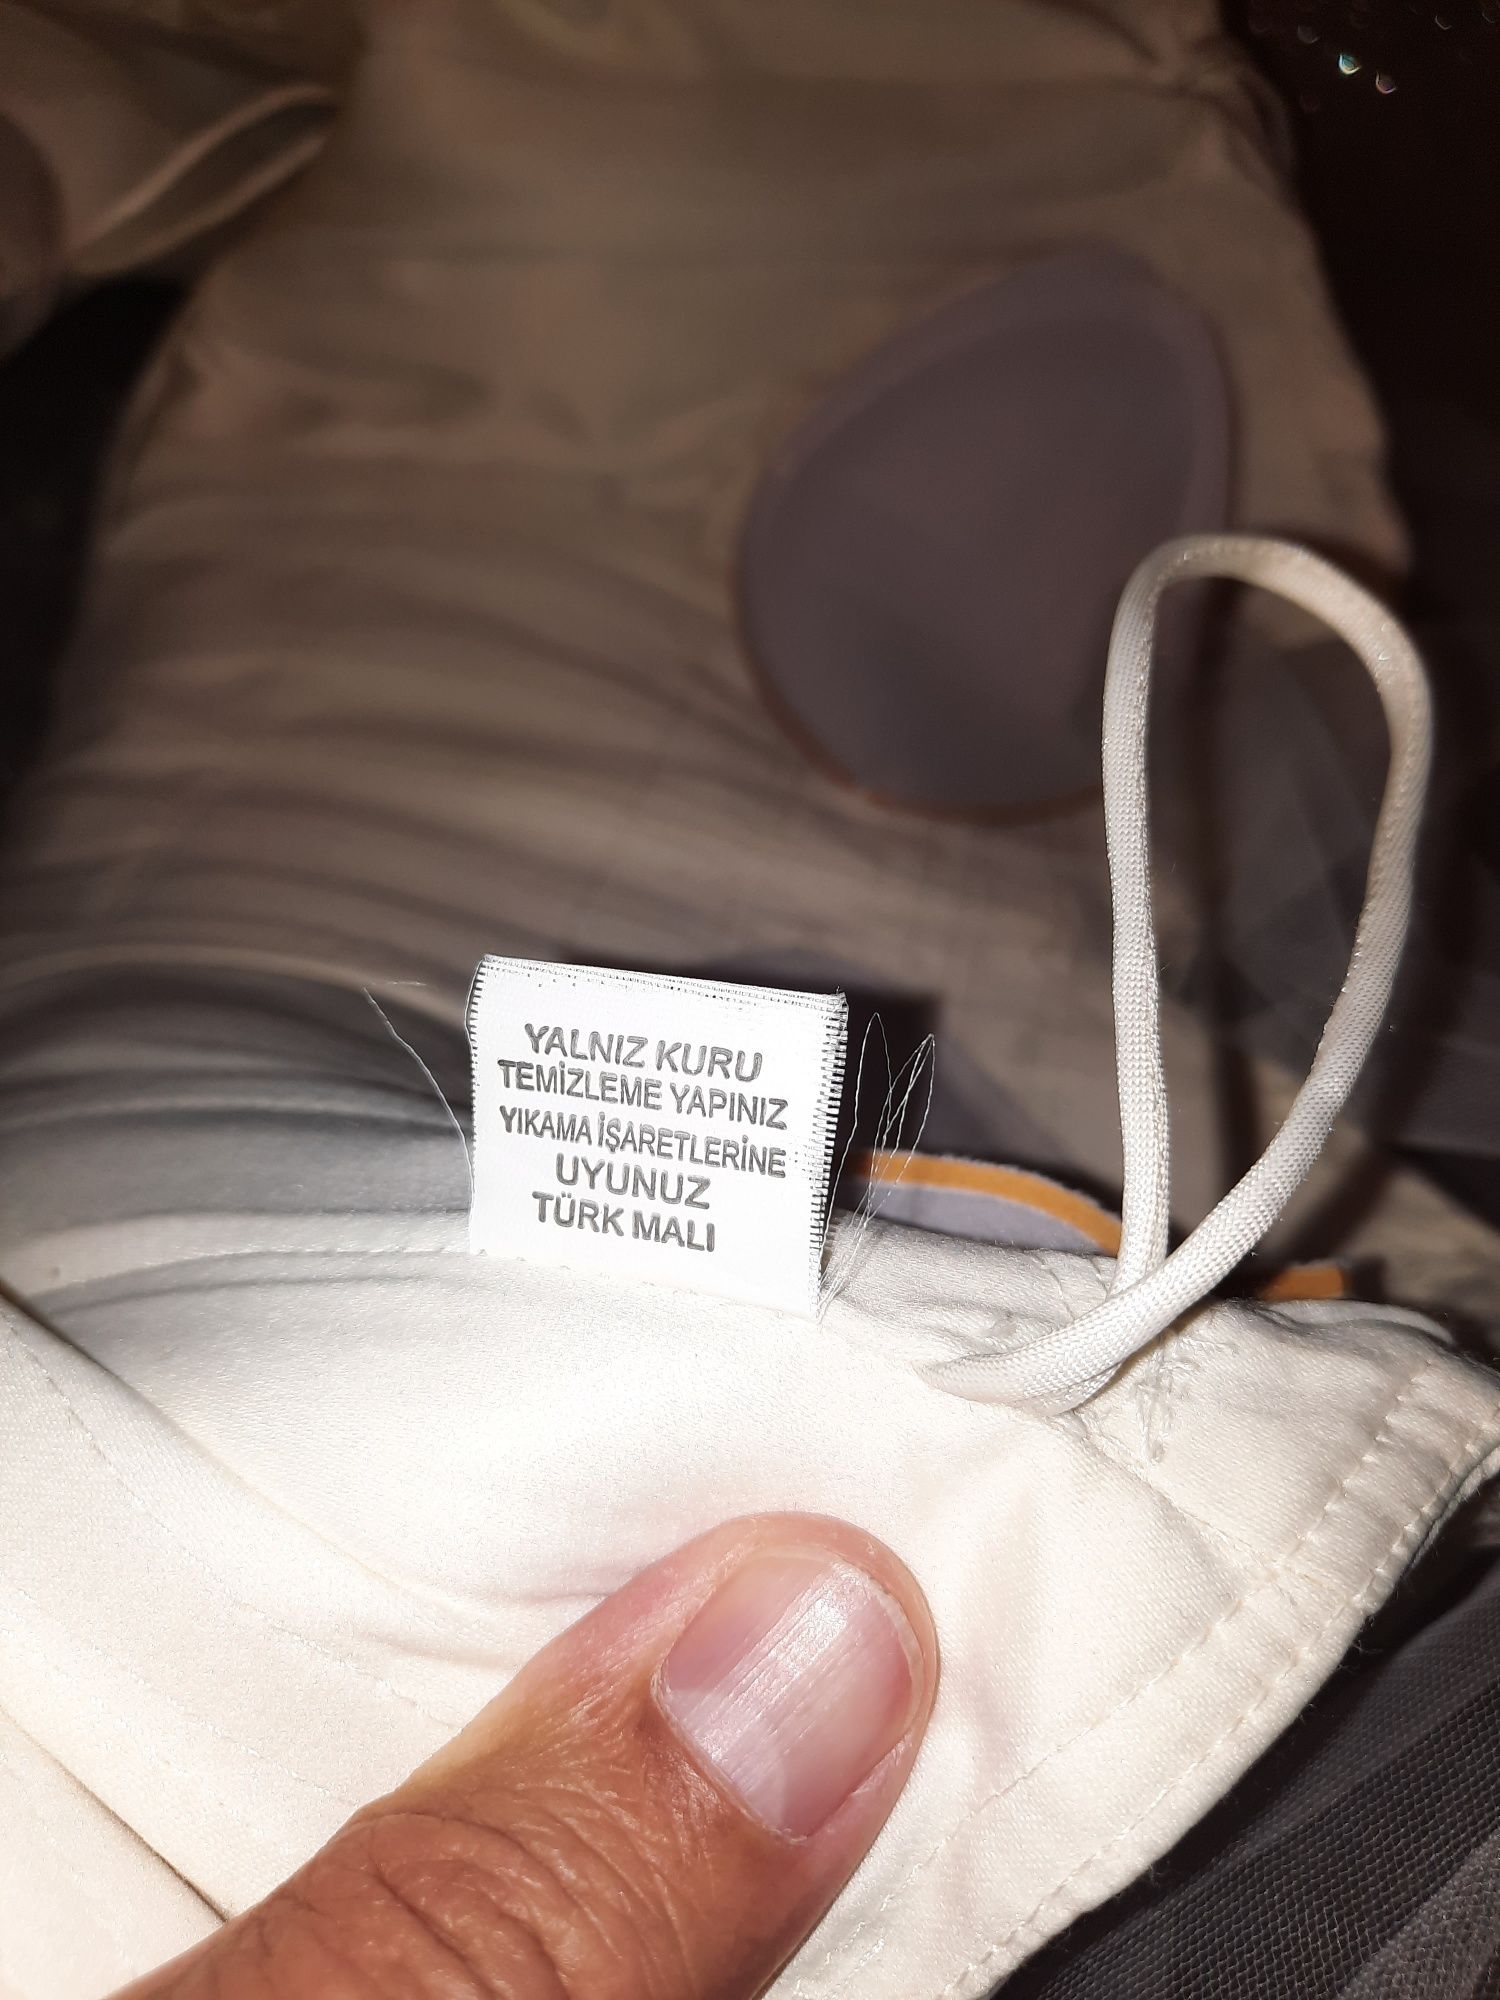 YALNIZ KURU
TEMİZLEME YAPINIZ
YIKAMA İŞARETLERİNE
UYUNUZ
TÜRK MALI